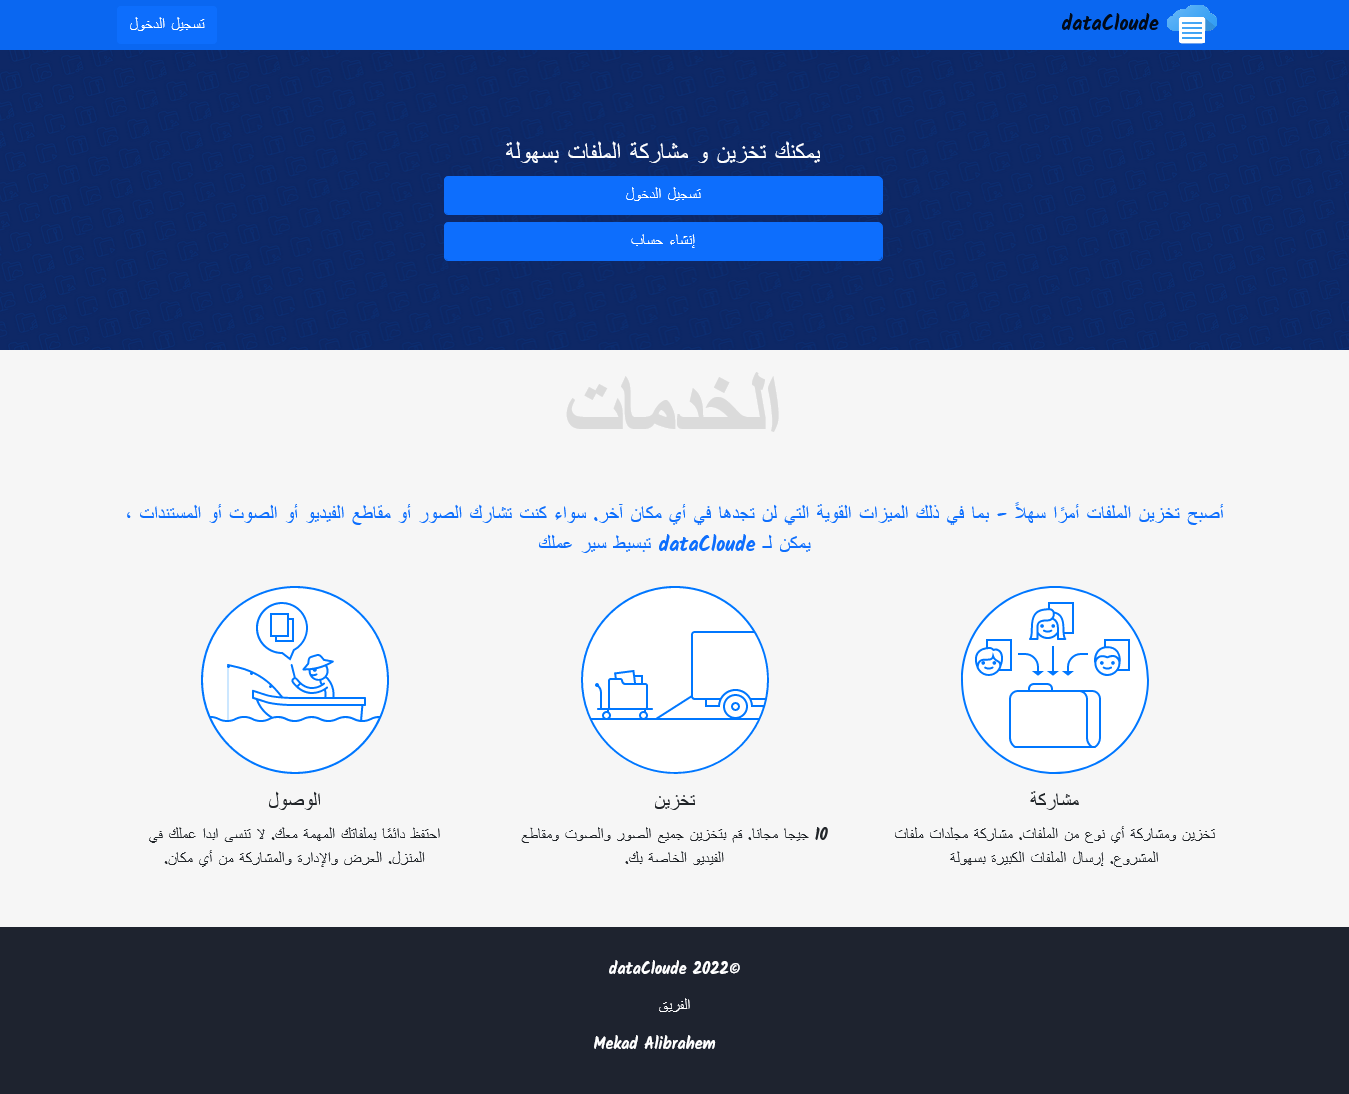 dataCloude
تسجيل الدخول
يمكنك تخزين و مشاركة الملفات بسهولة
تسجيل الدخول
إنشاء حساب
الخدمات
أصبح تخزين الملفات أمرًا سهلاً - بما في ذلك الميزات القوية التي لن تجدها في أي مكان آخر. سواء كنت تشارك الصور أو مقاطع الفيديو أو الصوت أو المستندات ،
يمكن لـ dataCloude تبسيط سير عملك
مشاركة
تخزين ومشاركة أي نوع من الملفات. مشاركة مجلدات ملفات
المشروع. إرسال الملفات الكبيرة بسهولة
تخزين
10 جيجا مجانا. قم بتخزين جميع الصور والصوت ومقاطع
الفيديو الخاصة بك.
الوصول
احتفظ دائمًا بملفاتك المهمة معك. لا تنسى ابدا عملك في
المنزل. العرض والإدارة والمشاركة من أي مكان.
dataCloude 2022©
الفريق
Mekad Alibrahem